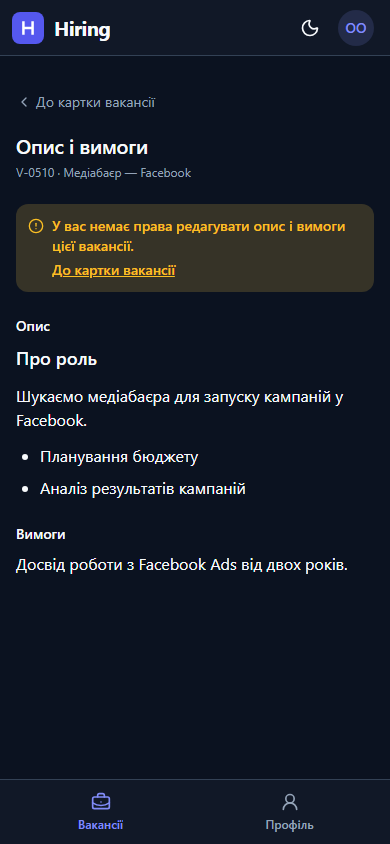 H Hiring
OO
До картки вакансії
Опис і вимоги
V-0510 · Медіабаєр — Facebook
У вас немає права редагувати опис і вимоги
цієї вакансії.
До картки вакансії
Опис
Про роль
Шукаємо медіабаєра для запуску кампаній у
Facebook.
• Планування бюджету
• Аналіз результатів кампаній
Вимоги
Досвід роботи з Facebook Ads від двох років.
Вакансії
Профіль